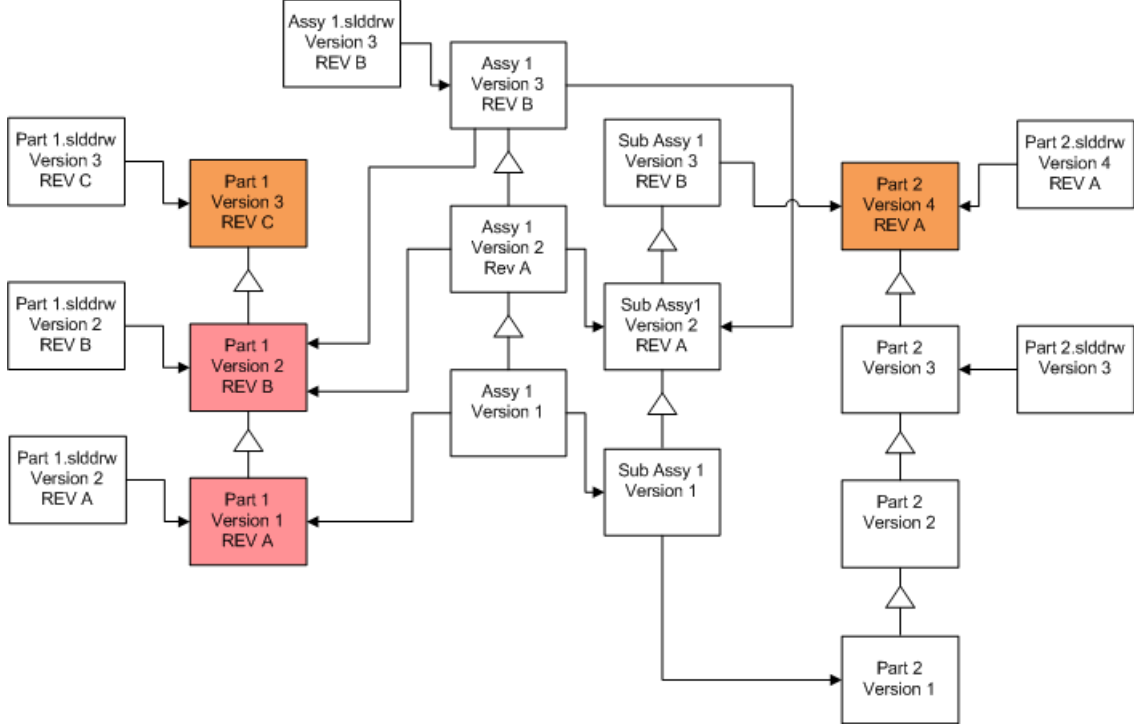 Assy 1.slddrw
Version 3
REV B
Assy 1
Version 3
REV B
Part 1.slddrw
Version 3
REV C
Part 1
Version 3
REV C
Sub Assy 1
Version 3
REV B
Part 2
Version 4
REV A
Part 2.slddrw
Version 4
REV A
Assy 1
Version 2
Rev A
Part 1.slddrw
Version 2
REV B
Part 1
Version 2
REV B
Sub Assy1
Version 2
REV A
Part 2
Version 3
Part 2.slddrw
Version 3
Assy 1
Version 1
Part 1.slddrw
Version 2
REV A
Part 1
Version 1
REV A
Sub Assy 1
Version 1
Part 2
Version 2
Part 2
Version 1